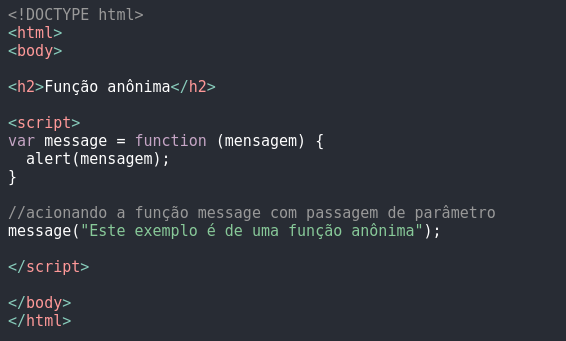 <!DOCTYPE html>
<html>
<body>
<h2>Função anônima</h2>
<script>
var message = function (mensagem) {
  alert(mensagem);
}
//acionando a função message com passagem de parâmetro
message("Este exemplo é de uma função anônima");
</script>
</body>
</html>